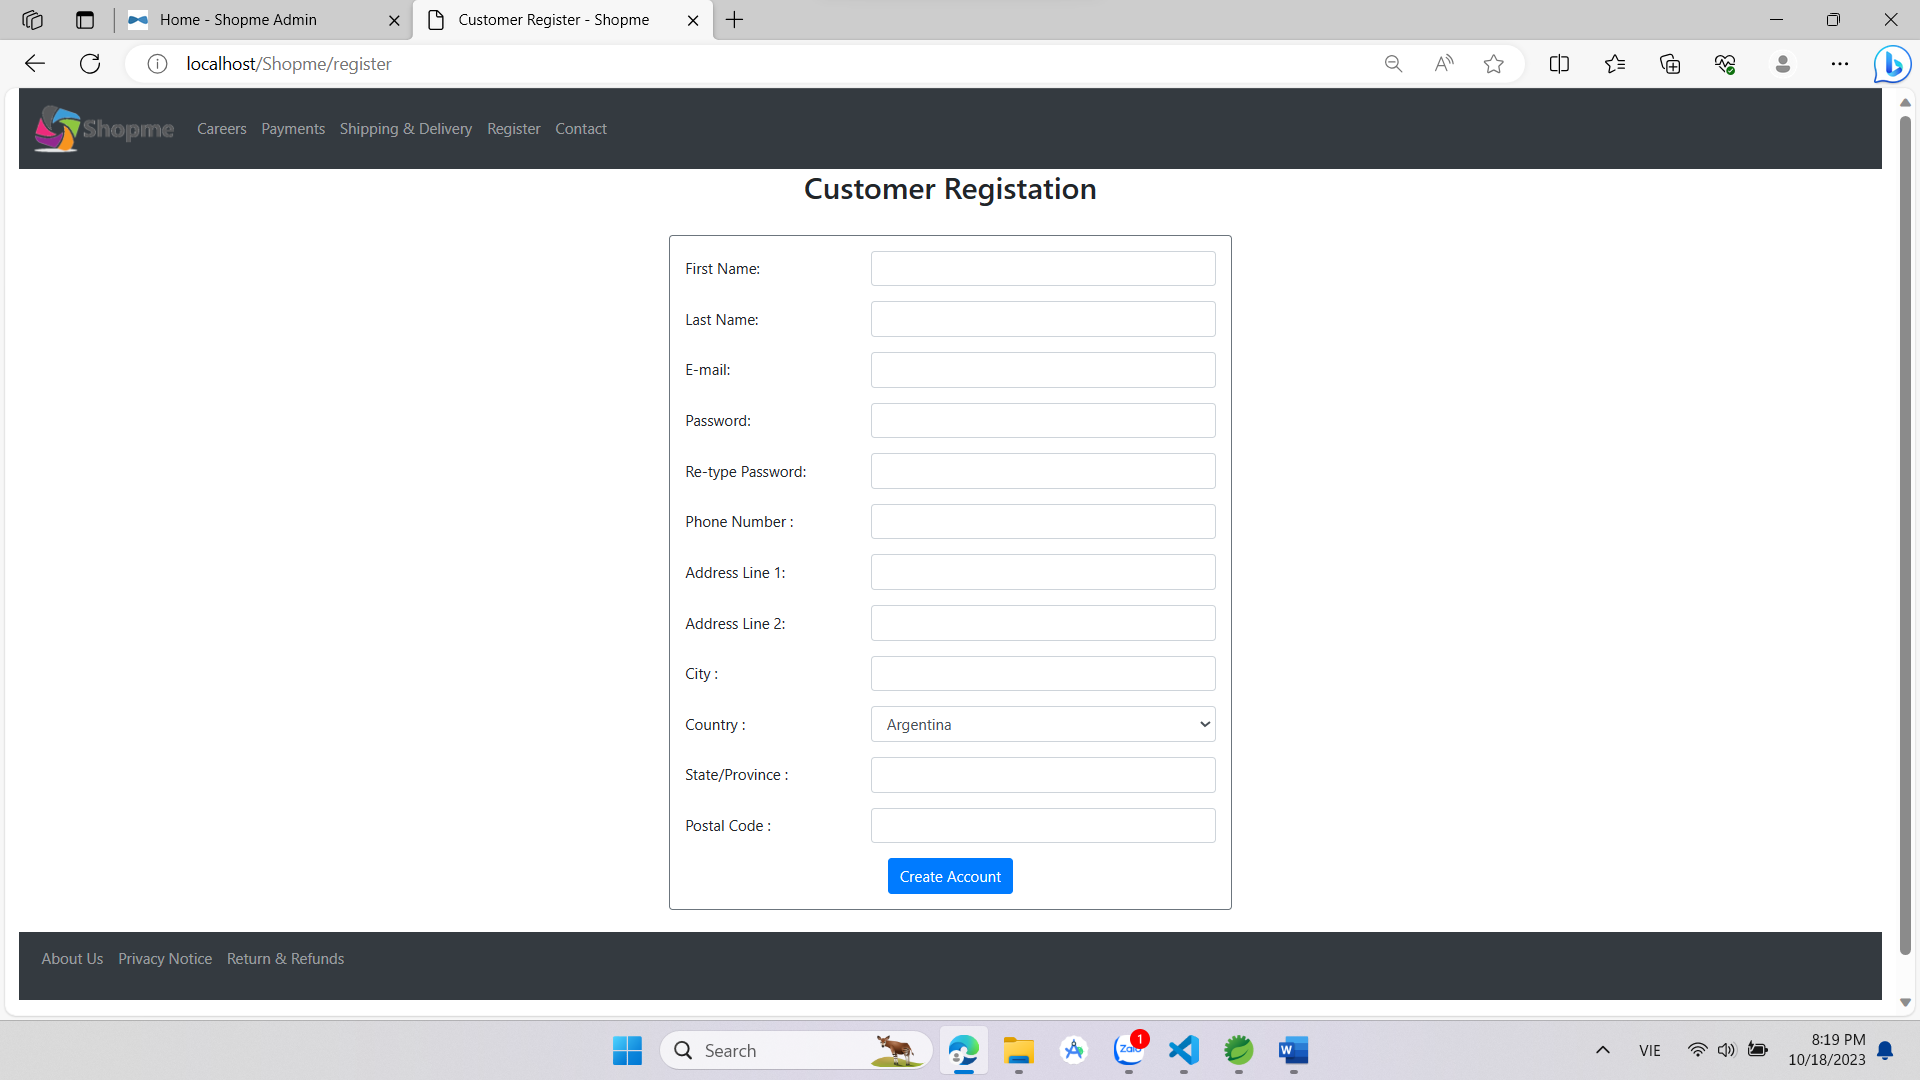 Home - Shopme Admin
Customer Register - Shopme
localhost/Shopme/register
Shopme Careers Payments Shipping & Delivery Register Contact
Customer Registation
First Name:
Last Name:
E-mail:
Password:
Re-type Password:
Phone Number :
Address Line 1:
Address Line 2:
City :
Country : Argentina
State/Province :
Postal Code :
Create Account
About Us Privacy Notice Return & Refunds
Search
Zalo 1
W
VIE
8:19 PM
10/18/2023